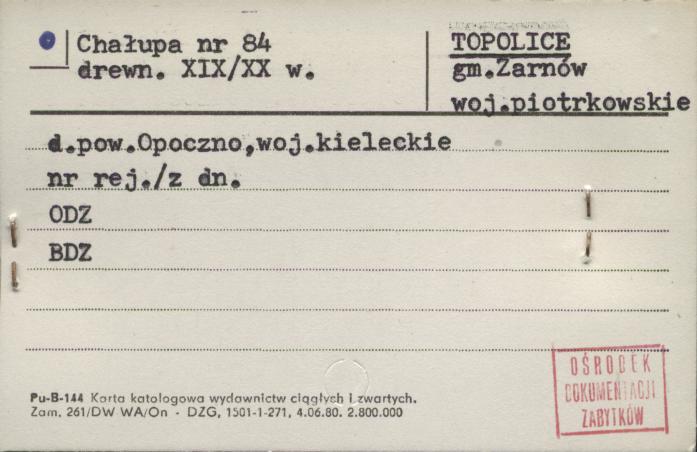 Chałupa nr 84
drewn. XIX/XX w.
TOPOLICE
gm.Żarnów
woj.piotrkowskie
d.pow.Opoczno,woj.kieleckie
nr rej./z dn.
ODZ
BDZ
Pu-B-144 Karta katalogowa wydawnictw ciągłych i zwartych.
Zam. 261/DW WA/On - DZG, 1501-1-271, 4.06.80. 2.800.000
OŚRODEK
DOKUMENTACJI
ZABYTKÓW